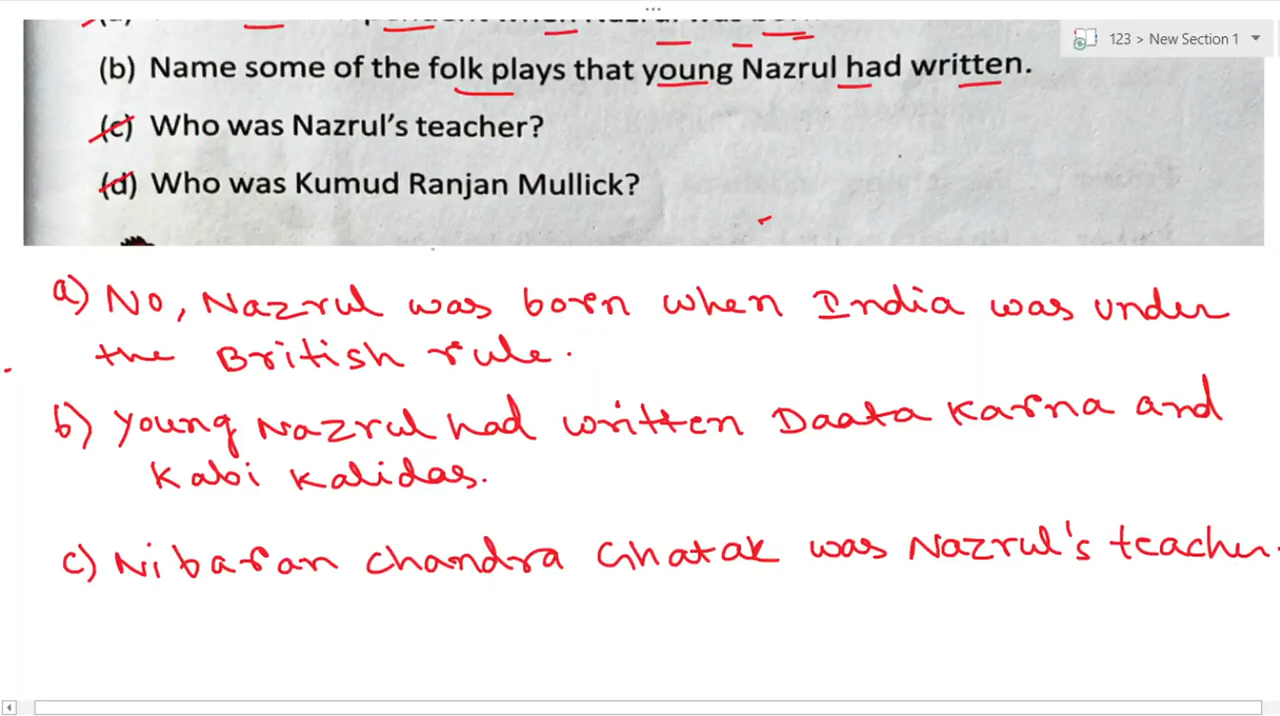 123 > New Section 1
(b) Name some of the folk plays that young Nazrul had written.
(c) Who was Nazrul's teacher?
(d) Who was Kumud Ranjan Mullick?
a) No, Nazrul was born when India was under
the British rule.
b) Young Nazrul had written Daata Karna and
Kabi Kalidas.
c) Nibaran Chandra Ghatak was Nazrul's teacher.